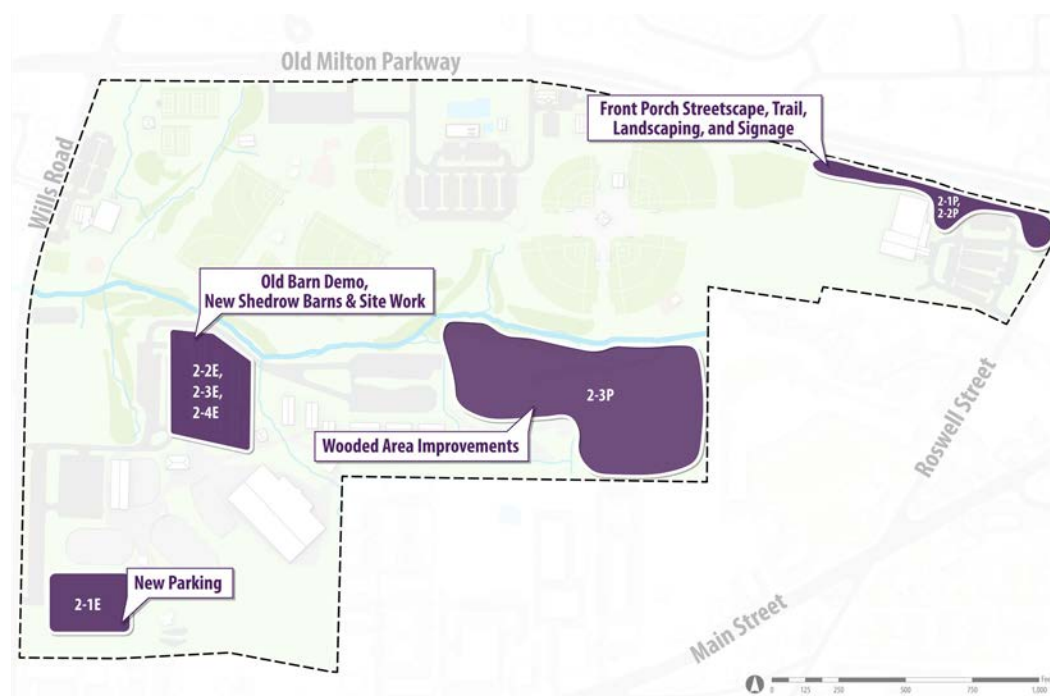 Old Milton Parkway
Front Porch Streetscape, Trail,
Landscaping, and Signage
Wills Road
2-1P,
2-2P
Old Barn Demo,
New Shedrow Barns & Site Work
2-2E,
2-3E,
2-4E
2-3P
Wooded Area Improvements
Roswell Street
New Parking
2-1E
Main Street
0 125 250 500 750 1,000